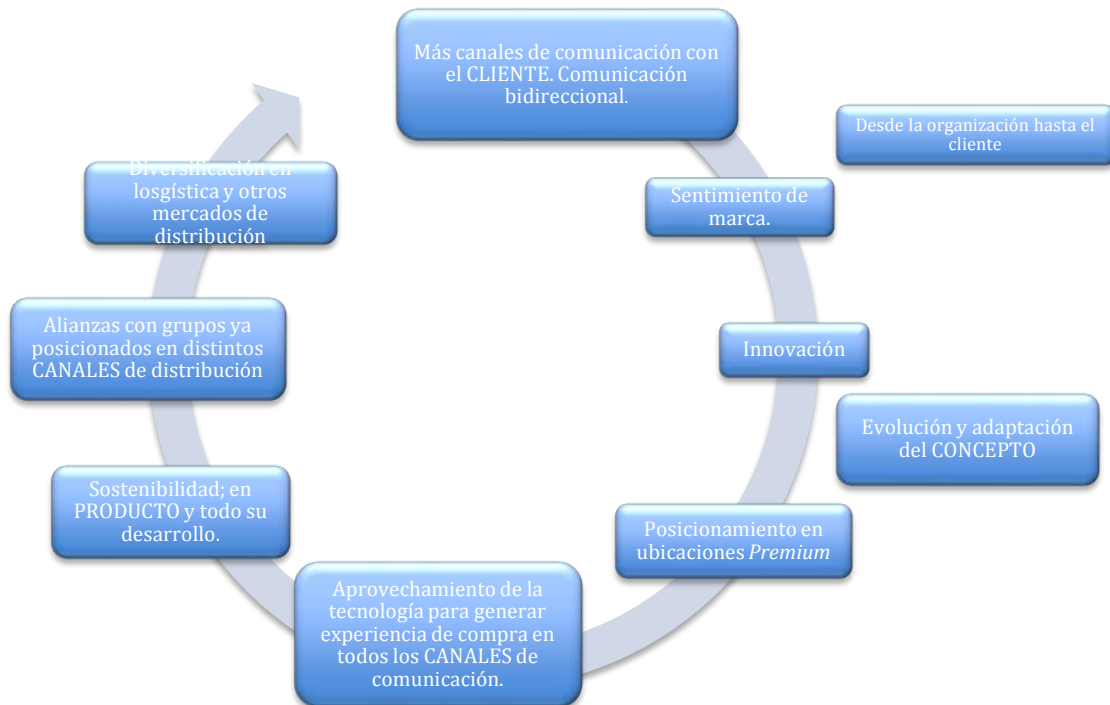 Más canales de comunicación con
el CLIENTE. Comunicación
bidireccional.
Desde la organización hasta el
cliente
Sentimiento de
marca.
Innovación
Evolución y adaptación
del CONCEPTO
Posicionamiento en
ubicaciones Premium
Aprovechamiento de la
tecnología para generar
experiencia de compra en
todos los CANALES de
comunicación.
Sostenibilidad; en
PRODUCTO y todo su
desarrollo.
Alianzas con grupos ya
posicionados en distintos
CANALES de distribución
Diversificación en
losgística y otros
mercados de
distribución